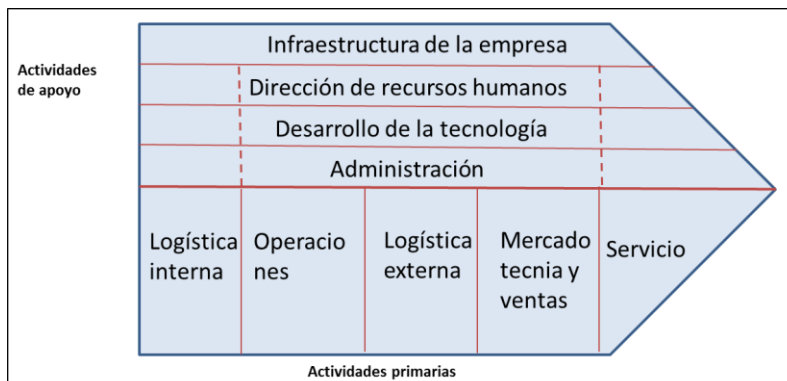 Infraestructura de la empresa
Actividades
de apoyo
Dirección de recursos humanos
Desarrollo de la tecnología
Administración
Logística
interna
Operacio
nes
Logística
externa
Mercado
tecnia y
ventas
Servicio
Actividades primarias